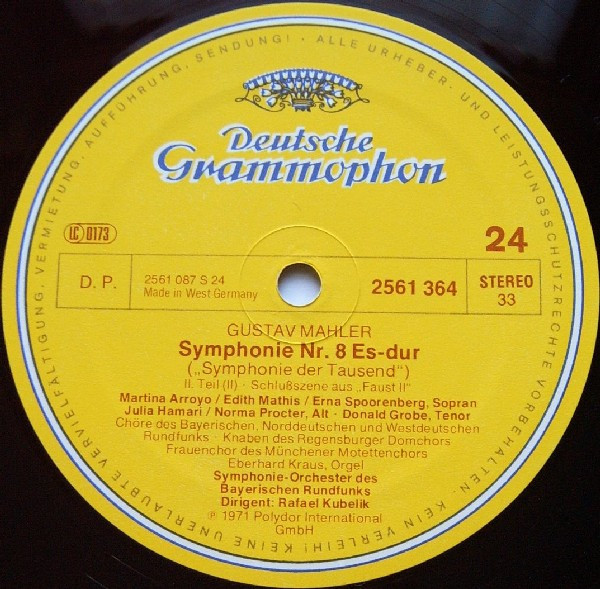 VERVIELFÄLTIGUNG, VERMIETUNG, AUFFÜHRUNG, SENDUNG! · ALLE URHEBER- UND LEISTUNGSSCHUTZRECHTE VORBEHALTEN. KEIN VERLEIH! KEINE UNERLAUBTE
Deutsche
Grammophon
LC 0173
24
D. P.
2561 087 S 24
Made in West Germany
2561 364
STEREO
33
GUSTAV MAHLER
Symphonie Nr. 8 Es-dur
(„Symphonie der Tausend“)
II. Teil (II) · Schlußszene aus „Faust II“
Martina Arroyo / Edith Mathis / Erna Spoorenberg, Sopran
Julia Hamari / Norma Procter, Alt · Donald Grobe, Tenor
Chöre des Bayerischen, Norddeutschen und Westdeutschen
Rundfunks · Knaben des Regensburger Domchors
Frauenchor des Münchener Motettenchors
Eberhard Kraus, Orgel
Symphonie-Orchester des
Bayerischen Rundfunks
Dirigent: Rafael Kubelik
℗ 1971 Polydor International
GmbH